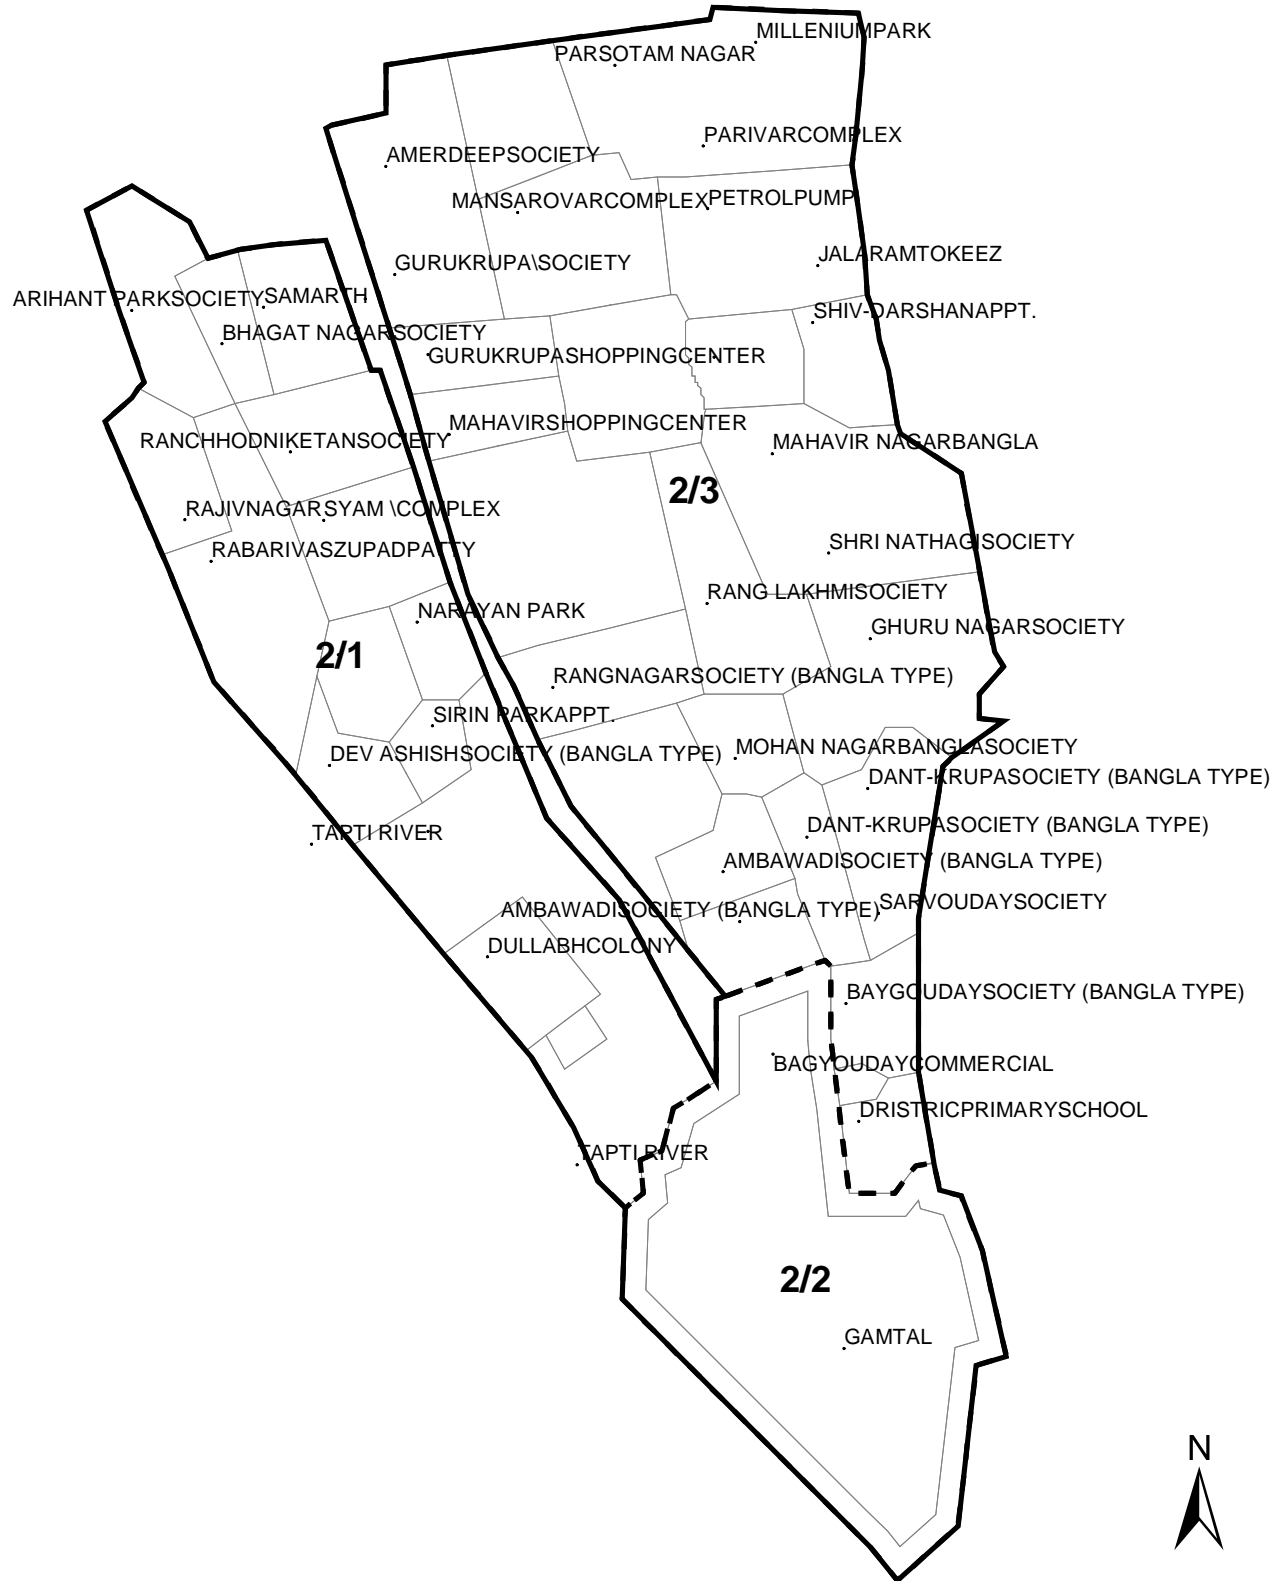 MILLENIUMPARK
PARSOTAM NAGAR
PARIVARCOMPLEX
AMERDEEPSOCIETY
MANSAROVARCOMPLEX
PETROLPUMP
JALARAMTOKEEZ
GURUKRUPA\SOCIETY
ARIHANT PARKSOCIETY
SAMARTH
SHIV-DARSHANAPPT.
BHAGAT NAGARSOCIETY
GURUKRUPASHOPPINGCENTER
MAHAVIRSHOPPINGCENTER
RANCHHODNIKETANSOCIETY
MAHAVIR NAGARBANGLA
2/3
RAJIVNAGAR
SYAM \COMPLEX
SHRI NATHAGISOCIETY
RABARIVASZUPADPATTY
RANG LAKHMISOCIETY
NARAYAN PARK
GHURU NAGARSOCIETY
2/1
RANGNAGARSOCIETY (BANGLA TYPE)
SIRIN PARKAPPT.
MOHAN NAGARBANGLASOCIETY
DEV ASHISHSOCIETY (BANGLA TYPE)
DANT-KRUPASOCIETY (BANGLA TYPE)
DANT-KRUPASOCIETY (BANGLA TYPE)
TAPTI RIVER
AMBAWADISOCIETY (BANGLA TYPE)
SARVOUDAYSOCIETY
AMBAWADISOCIETY (BANGLA TYPE)
DULLABHCOLONY
BAYGOUDAYSOCIETY (BANGLA TYPE)
BAGYOUDAYCOMMERCIAL
DRISTRICPRIMARYSCHOOL
TAPTI RIVER
2/2
GAMTAL
N